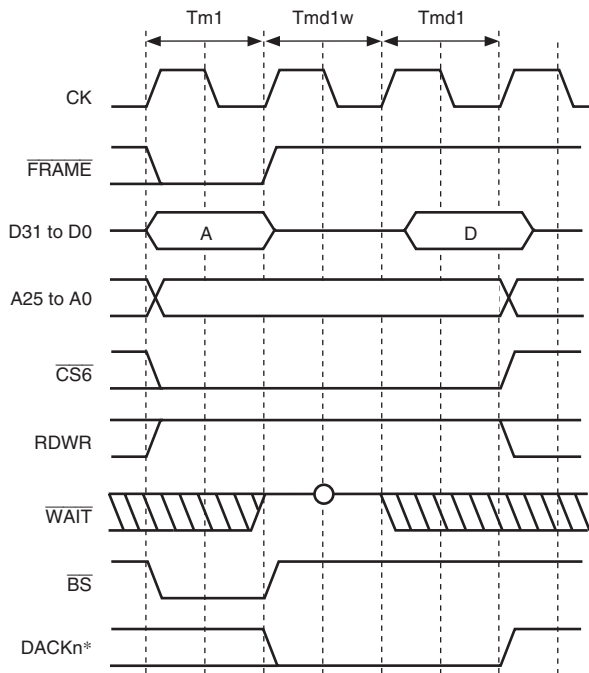 Tm1 Tmd1w Tmd1
CK
FRAME
D31 to D0 A D
A25 to A0
CS6
RDWR
WAIT
BS
DACKn*